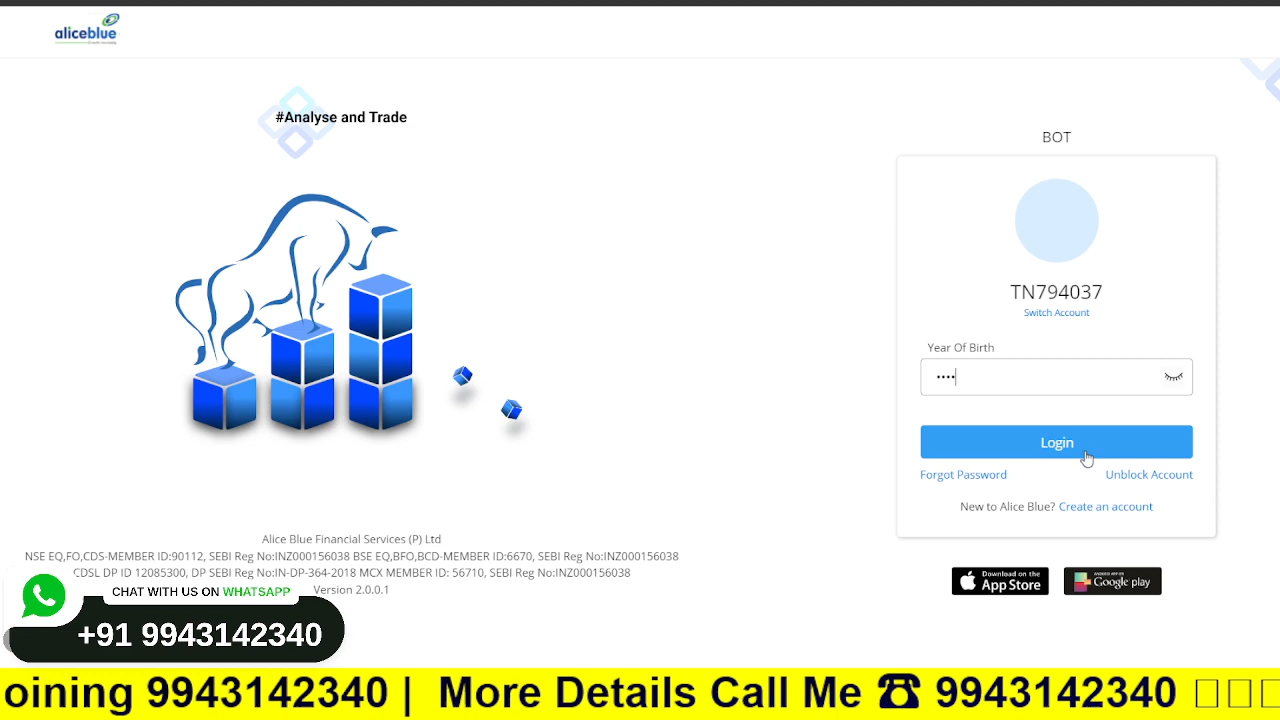 aliceblue
#Analyse and Trade
BOT
TN794037
Switch Account
Year Of Birth
••••
Login
Forgot Password
Unblock Account
New to Alice Blue? Create an account
Download on the
App Store
ANDROID APP ON
Google play
Alice Blue Financial Services (P) Ltd
NSE EQ,FO,CDS-MEMBER ID:90112, SEBI Reg No:INZ000156038 BSE EQ,BFO,BCD-MEMBER ID:6670, SEBI Reg No:INZ000156038
CDSL DP ID 12085300, DP SEBI Reg No:IN-DP-364-2018 MCX MEMBER ID: 56710, SEBI Reg No:INZ000156038
Version 2.0.0.1
CHAT WITH US ON WHATSAPP
+91 9943142340
oining 9943142340 | More Details Call Me ☎ 9943142340